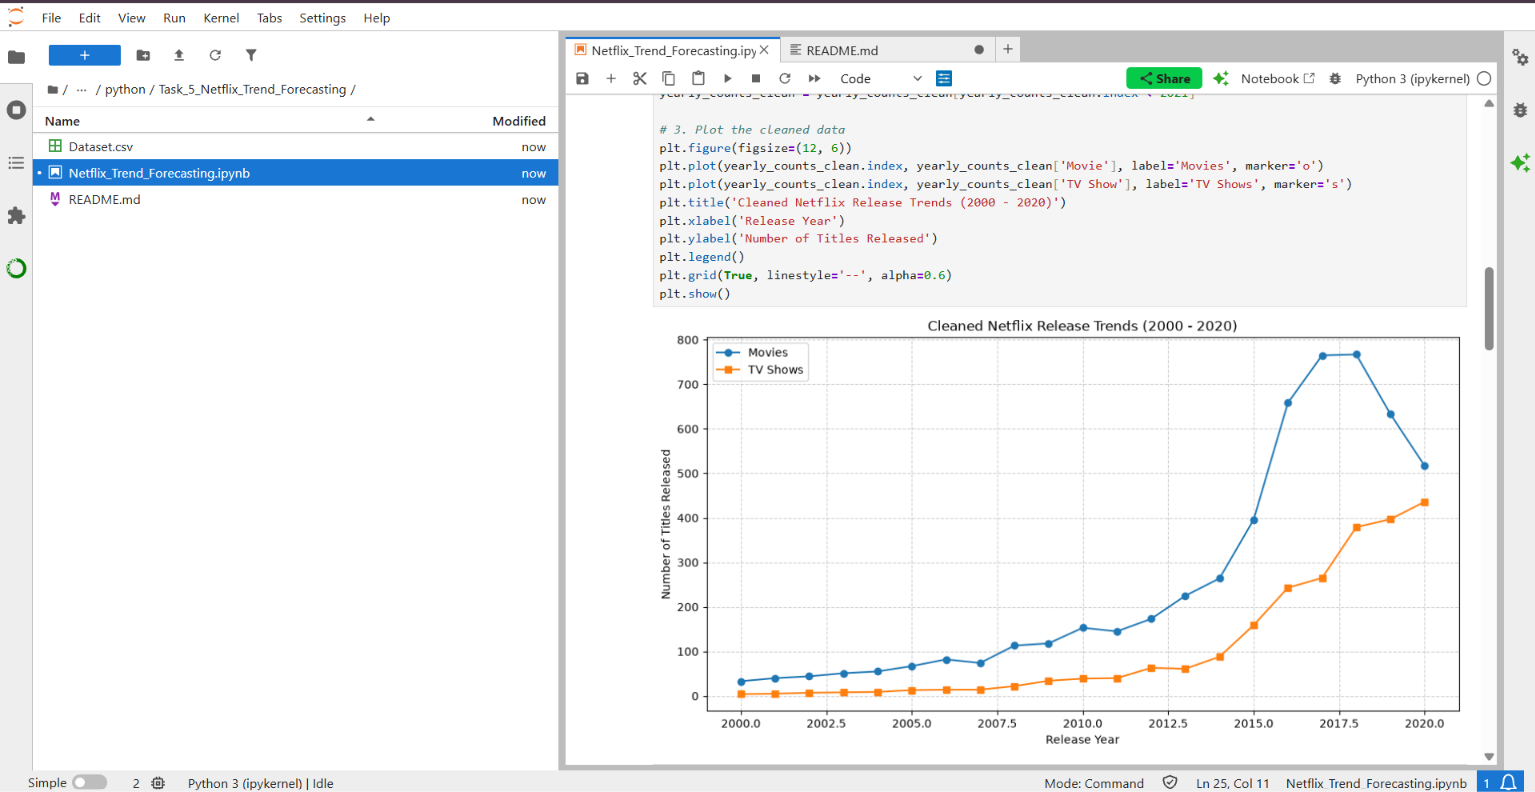 File Edit View Run Kernel Tabs Settings Help
+
/ ... / python / Task_5_Netflix_Trend_Forecasting /
Name Modified
Dataset.csv now
Netflix_Trend_Forecasting.ipynb now
M README.md now
Netflix_Trend_Forecasting.ipy
README.md
+
Code
Share
Notebook
Python 3 (ipykernel)
yearly_counts_clean = yearly_counts_clean[yearly_counts_clean.index < 2021]
# 3. Plot the cleaned data
plt.figure(figsize=(12, 6))
plt.plot(yearly_counts_clean.index, yearly_counts_clean['Movie'], label='Movies', marker='o')
plt.plot(yearly_counts_clean.index, yearly_counts_clean['TV Show'], label='TV Shows', marker='s')
plt.title('Cleaned Netflix Release Trends (2000 - 2020)')
plt.xlabel('Release Year')
plt.ylabel('Number of Titles Released')
plt.legend()
plt.grid(True, linestyle='--', alpha=0.6)
plt.show()
Cleaned Netflix Release Trends (2000 - 2020)
Movies
TV Shows
800
700
600
500
400
300
200
100
0
Number of Titles Released
2000.0 2002.5 2005.0 2007.5 2010.0 2012.5 2015.0 2017.5 2020.0
Release Year
Simple 2 Python 3 (ipykernel) | Idle Mode: Command Ln 25, Col 11 Netflix_Trend_Forecasting.ipynb 1